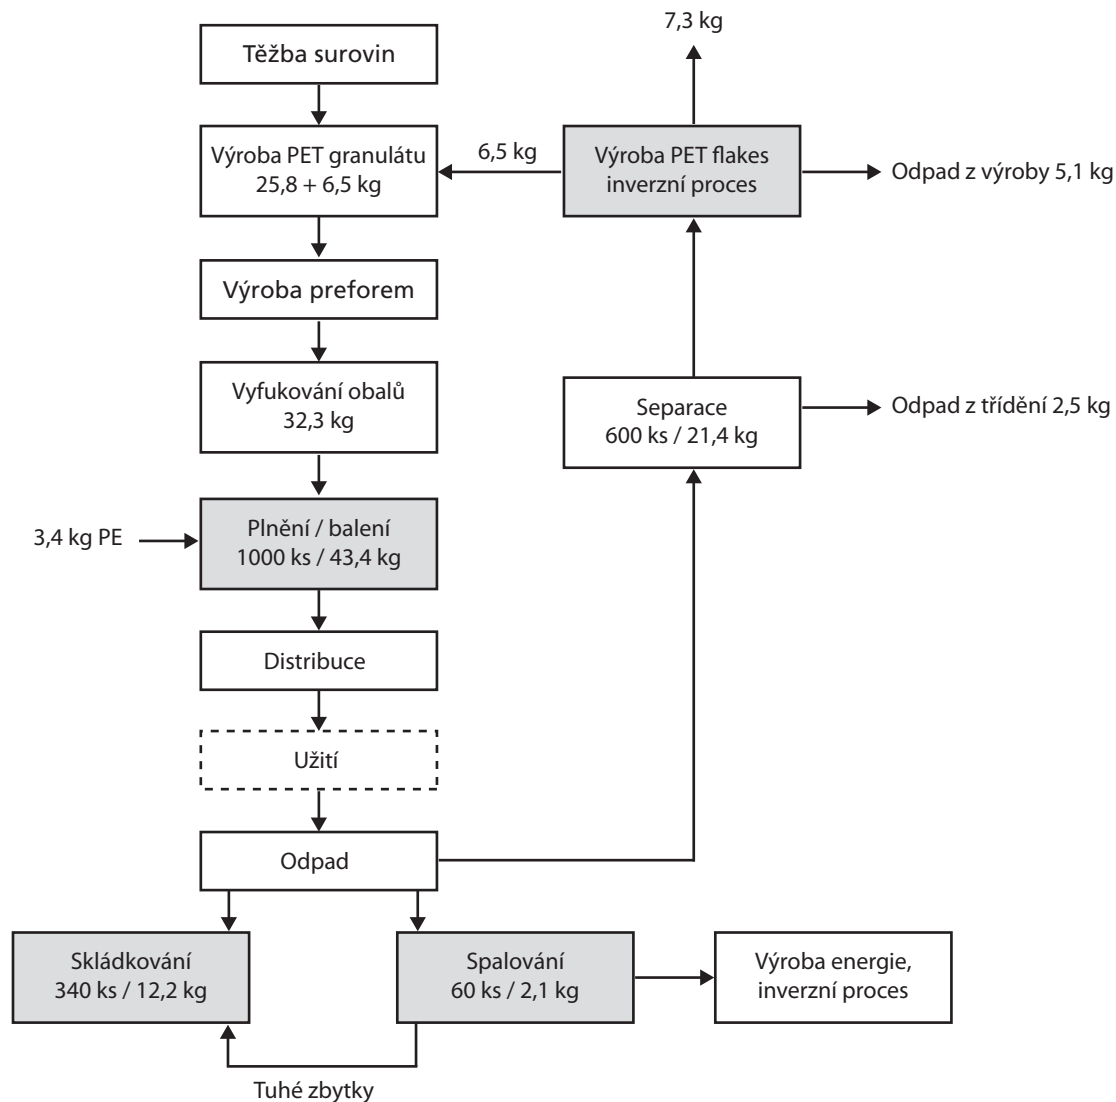 7,3 kg
Těžba surovin
Výroba PET granulátu
25,8 + 6,5 kg
6,5 kg
Výroba PET flakes
inverzní proces
Odpad z výroby 5,1 kg
Výroba preforem
Vyfukování obalů
32,3 kg
Separace
600 ks / 21,4 kg
Odpad z třídění 2,5 kg
3,4 kg PE
Plnění / balení
1000 ks / 43,4 kg
Distribuce
Užití
Odpad
Skládkování
340 ks / 12,2 kg
Spalování
60 ks / 2,1 kg
Výroba energie,
inverzní proces
Tuhé zbytky